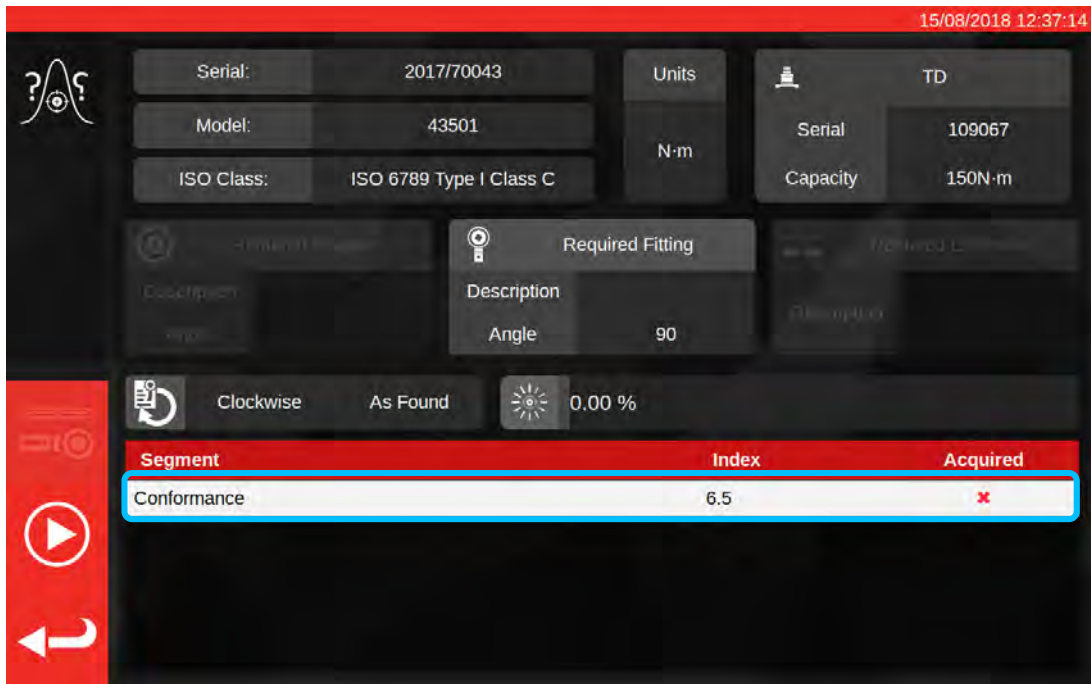 15/08/2018 12:37:14
Serial: 2017/70043
Units
TD
Model: 43501
N·m
Serial 109067
ISO Class: ISO 6789 Type I Class C
Capacity 150N·m
Required Fitting
Description
Description
Description
Angle 90
Clockwise As Found
0.00 %
Segment Index Acquired
Conformance 6.5 ✖